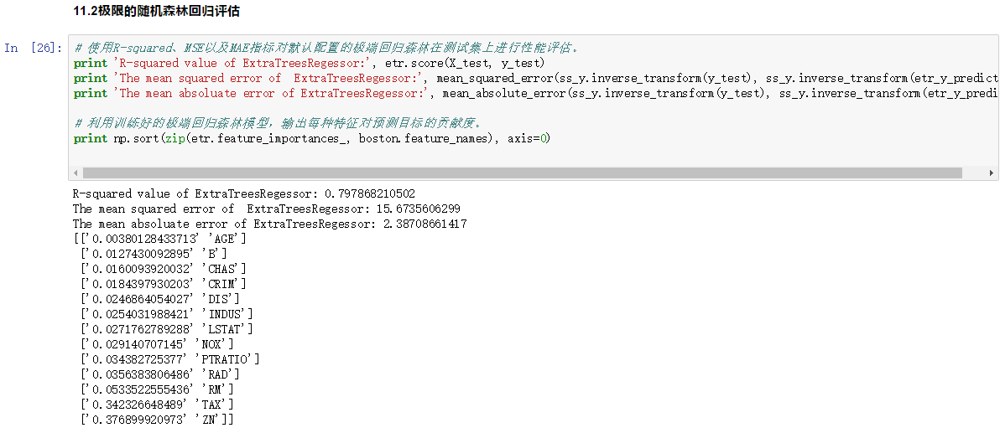 11.2极限的随机森林回归评估
In [26]:
# 使用R-squared、MSE以及MAE指标对默认配置的极端回归森林在测试集上进行性能评估。
print 'R-squared value of ExtraTreesRegessor:', etr.score(X_test, y_test)
print 'The mean squared error of  ExtraTreesRegessor:', mean_squared_error(ss_y.inverse_transform(y_test), ss_y.inverse_transform(etr_y_predict
print 'The mean absoluate error of ExtraTreesRegessor:', mean_absolute_error(ss_y.inverse_transform(y_test), ss_y.inverse_transform(etr_y_predi
# 利用训练好的极端回归森林模型，输出每种特征对预测目标的贡献度。
print np.sort(zip(etr.feature_importances_, boston.feature_names), axis=0)
R-squared value of ExtraTreesRegessor: 0.797868210502
The mean squared error of  ExtraTreesRegessor: 15.6735606299
The mean absoluate error of ExtraTreesRegessor: 2.38708661417
[['0.00380128433713' 'AGE']
['0.0127430092895' 'B']
['0.0160093920032' 'CHAS']
['0.0184397930203' 'CRIM']
['0.0246864054027' 'DIS']
['0.0254031988421' 'INDUS']
['0.0271762789288' 'LSTAT']
['0.029140707145' 'NOX']
['0.034382725377' 'PTRATIO']
['0.0356383806486' 'RAD']
['0.0533522555436' 'RM']
['0.342326648489' 'TAX']
['0.376899920973' 'ZN']]